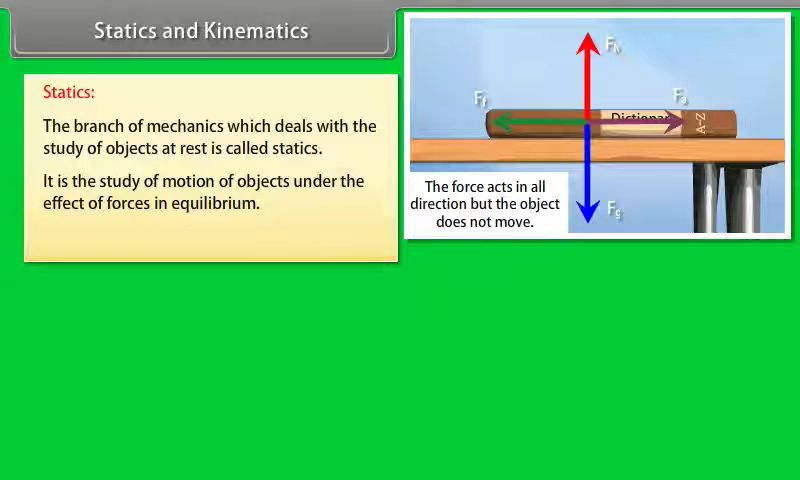 Statics and Kinematics
Statics:
The branch of mechanics which deals with the
study of objects at rest is called statics.
It is the study of motion of objects under the
effect of forces in equilibrium.
F_N
F_f
F_a
Dictionar
A-Z
F_g
The force acts in all
direction but the object
does not move.